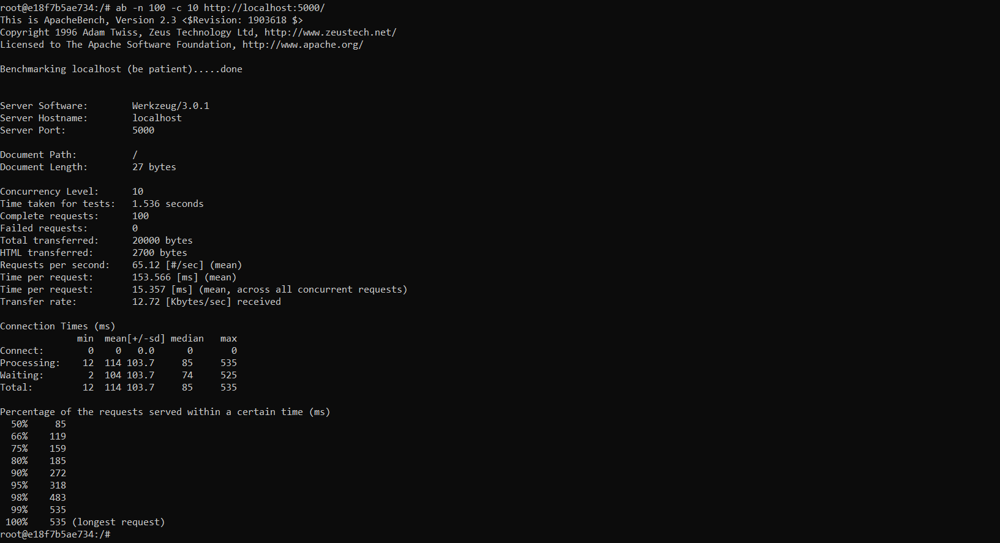 root@e18f7b5ae734:/# ab -n 100 -c 10 http://localhost:5000/
This is ApacheBench, Version 2.3 <$Revision: 1903618 $>
Copyright 1996 Adam Twiss, Zeus Technology Ltd, http://www.zeustech.net/
Licensed to The Apache Software Foundation, http://www.apache.org/

Benchmarking localhost (be patient).....done


Server Software:        Werkzeug/3.0.1
Server Hostname:        localhost
Server Port:            5000

Document Path:          /
Document Length:        27 bytes

Concurrency Level:      10
Time taken for tests:   1.536 seconds
Complete requests:      100
Failed requests:        0
Total transferred:      20000 bytes
HTML transferred:       2700 bytes
Requests per second:    65.12 [#/sec] (mean)
Time per request:       153.566 [ms] (mean)
Time per request:       15.357 [ms] (mean, across all concurrent requests)
Transfer rate:          12.72 [Kbytes/sec] received

Connection Times (ms)
              min  mean[+/-sd] median   max
Connect:        0    0   0.0      0       0
Processing:    12  114 103.7     85     535
Waiting:        2  104 103.7     74     525
Total:         12  114 103.7     85     535

Percentage of the requests served within a certain time (ms)
  50%     85
  66%    119
  75%    159
  80%    185
  90%    272
  95%    318
  98%    483
  99%    535
 100%    535 (longest request)
root@e18f7b5ae734:/#